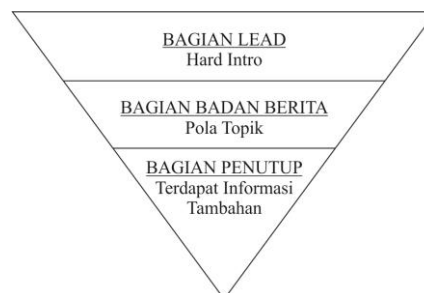 BAGIAN LEAD
Hard Intro
BAGIAN BADAN BERITA
Pola Topik
BAGIAN PENUTUP
Terdapat Informasi
Tambahan